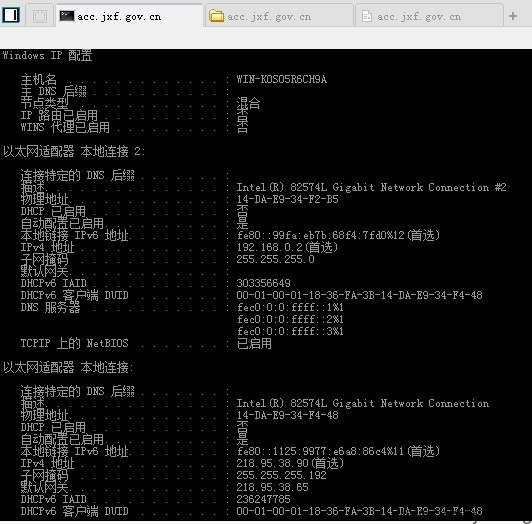 acc.jxf.gov.cn acc.jxf.gov.cn acc.jxf.gov.cn
Windows IP 配置
主机名 . . . . . . . . . . . . . : WIN-KOSO5R6CH9A
主 DNS 后缀 . . . . . . . . . . . :
节点类型 . . . . . . . . . . . . : 混合
IP 路由已启用 . . . . . . . . . . : 否
WINS 代理已启用 . . . . . . . . . : 否
以太网适配器 本地连接 2:
连接特定的 DNS 后缀 . . . . . . . :
描述. . . . . . . . . . . . . . . : Intel(R) 82574L Gigabit Network Connection #2
物理地址. . . . . . . . . . . . . : 14-DA-E9-34-F2-B5
DHCP 已启用 . . . . . . . . . . . : 否
自动配置已启用. . . . . . . . . . : 是
本地链接 IPv6 地址. . . . . . . . : fe80::99fa:eb7b:68f4:7fd0%12(首选)
IPv4 地址 . . . . . . . . . . . . : 192.168.0.2(首选)
子网掩码 . . . . . . . . . . . . : 255.255.255.0
默认网关. . . . . . . . . . . . . :
DHCPv6 IAID . . . . . . . . . . . : 303356649
DHCPv6 客户端 DUID . . . . . . . : 00-01-00-01-18-36-FA-3B-14-DA-E9-34-F4-48
DNS 服务器 . . . . . . . . . . . : fec0:0:0:ffff::1%1
fec0:0:0:ffff::2%1
fec0:0:0:ffff::3%1
TCPIP 上的 NetBIOS . . . . . . . : 已启用
以太网适配器 本地连接:
连接特定的 DNS 后缀 . . . . . . . :
描述. . . . . . . . . . . . . . . : Intel(R) 82574L Gigabit Network Connection
物理地址. . . . . . . . . . . . . : 14-DA-E9-34-F4-48
DHCP 已启用 . . . . . . . . . . . : 否
自动配置已启用. . . . . . . . . . : 是
本地链接 IPv6 地址. . . . . . . . : fe80::1125:9977:e6a8:86c4%11(首选)
IPv4 地址 . . . . . . . . . . . . : 218.95.38.90(首选)
子网掩码 . . . . . . . . . . . . : 255.255.255.192
默认网关. . . . . . . . . . . . . : 218.95.38.65
DHCPv6 IAID . . . . . . . . . . . : 236247785
DHCPv6 客户端 DUID . . . . . . . : 00-01-00-01-18-36-FA-3B-14-DA-E9-34-F4-48